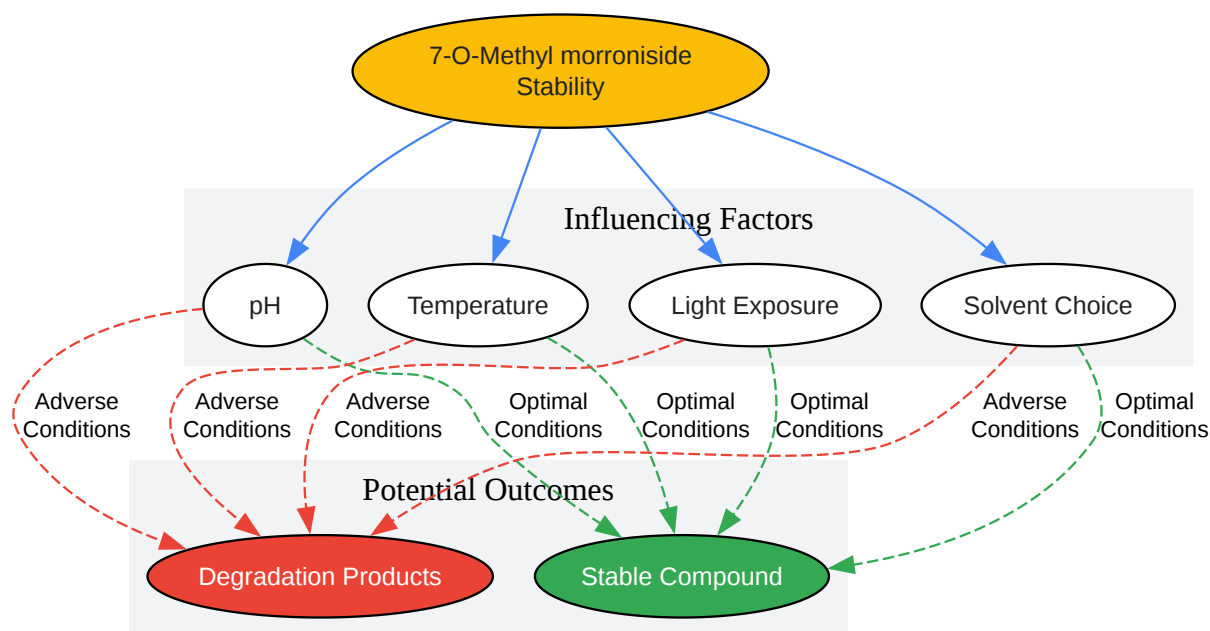 7-O-Methyl morroniside
Stability
Influencing Factors
pH
Temperature
Light Exposure
Solvent Choice
Adverse
Conditions
Adverse
Conditions
Adverse
Conditions
Optimal
Conditions
Optimal
Conditions
Optimal
Conditions
Adverse
Conditions
Optimal
Conditions
Potential Outcomes
Degradation Products
Stable Compound